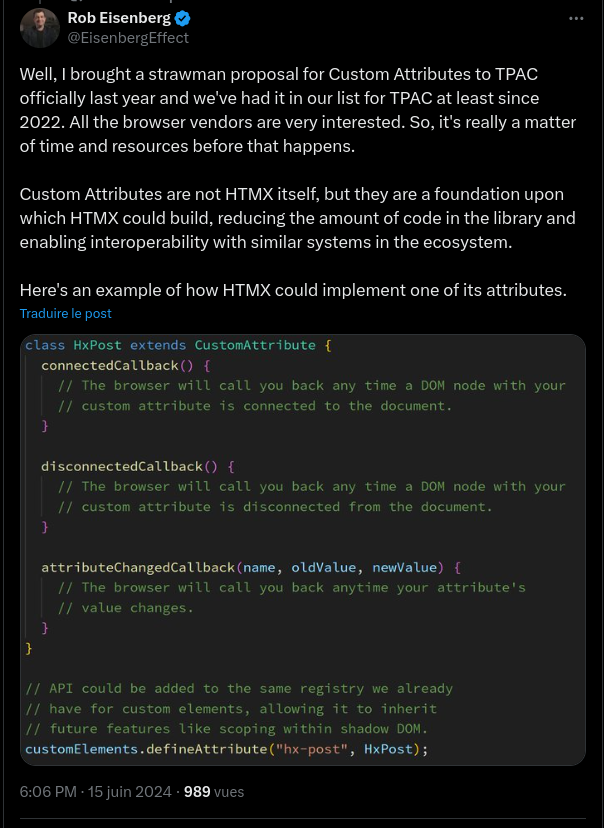 Rob Eisenberg
@EisenbergEffect
Well, I brought a strawman proposal for Custom Attributes to TPAC
officially last year and we've had it in our list for TPAC at least since
2022. All the browser vendors are very interested. So, it's really a matter
of time and resources before that happens.
Custom Attributes are not HTMX itself, but they are a foundation upon
which HTMX could build, reducing the amount of code in the library and
enabling interoperability with similar systems in the ecosystem.
Here's an example of how HTMX could implement one of its attributes.
Traduire le post
class HxPost extends CustomAttribute {
connectedCallback() {
// The browser will call you back any time a DOM node with your
// custom attribute is connected to the document.
}
disconnectedCallback() {
// The browser will call you back any time a DOM node with your
// custom attribute is disconnected from the document.
}
attributeChangedCallback(name, oldValue, newValue) {
// The browser will call you back anytime your attribute's
// value changes.
}
}
// API could be added to the same registry we already
// have for custom elements, allowing it to inherit
// future features like scoping within shadow DOM.
customElements.defineAttribute("hx-post", HxPost);
6:06 PM · 15 juin 2024 · 989 vues